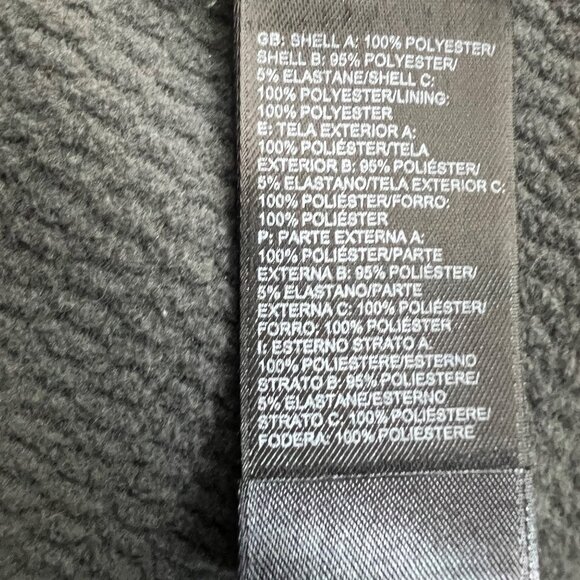 GB: SHELL A: 100% POLYESTER/
SHELL B: 95% POLYESTER/
5% ELASTANE/SHELL C:
100% POLYESTER/LINING:
100% POLYESTER
E: TELA EXTERIOR A:
100% POLIÉSTER/TELA
EXTERIOR B: 95% POLIÉSTER/
5% ELASTANO/TELA EXTERIOR C:
100% POLIÉSTER/FORRO:
100% POLIÉSTER
P: PARTE EXTERNA A:
100% POLIÉSTER/PARTE
EXTERNA B: 95% POLIÉSTER/
5% ELASTANO/PARTE
EXTERNA C: 100% POLIÉSTER/
FORRO: 100% POLIÉSTER
I: ESTERNO STRATO A:
100% POLIESTERE/ESTERNO
STRATO B: 95% POLIESTERE/
5% ELASTANE/ESTERNO
STRATO C: 100% POLIESTERE/
FODERA: 100% POLIESTERE